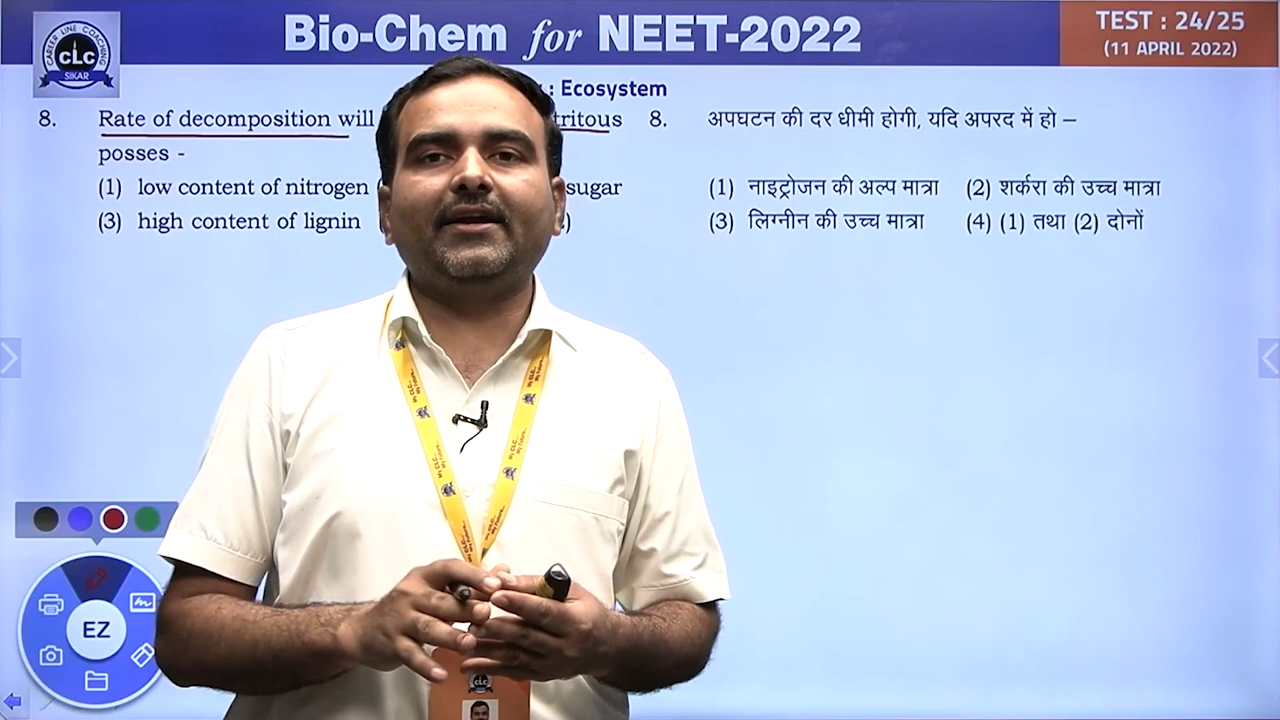 CAREER LINE COACHING
CLC
SIKAR
Bio-Chem for NEET-2022
TEST : 24/25
(11 APRIL 2022)
: Ecosystem
8. Rate of decomposition will tritous
posses -
(1) low content of nitrogen sugar
(3) high content of lignin )
8. अपघटन की दर धीमी होगी, यदि अपरद में हो –
(1) नाइट्रोजन की अल्प मात्रा (2) शर्करा की उच्च मात्रा
(3) लिग्नीन की उच्च मात्रा (4) (1) तथा (2) दोनों
EZ